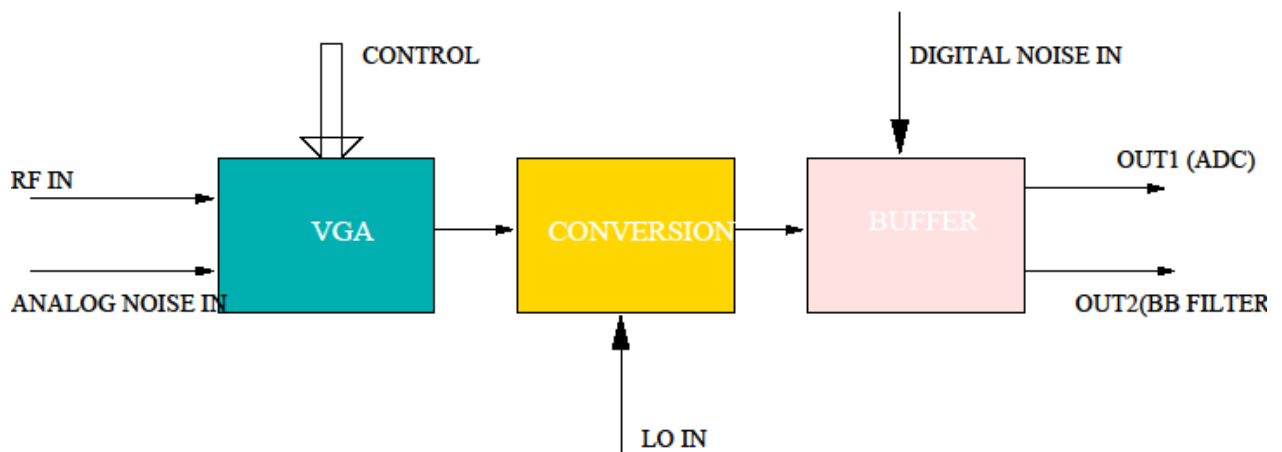 CONTROL
DIGITAL NOISE IN
RF IN
OUT1 (ADC)
VGA
CONVERSION
BUFFER
ANALOG NOISE IN
OUT2(BB FILTER
LO IN